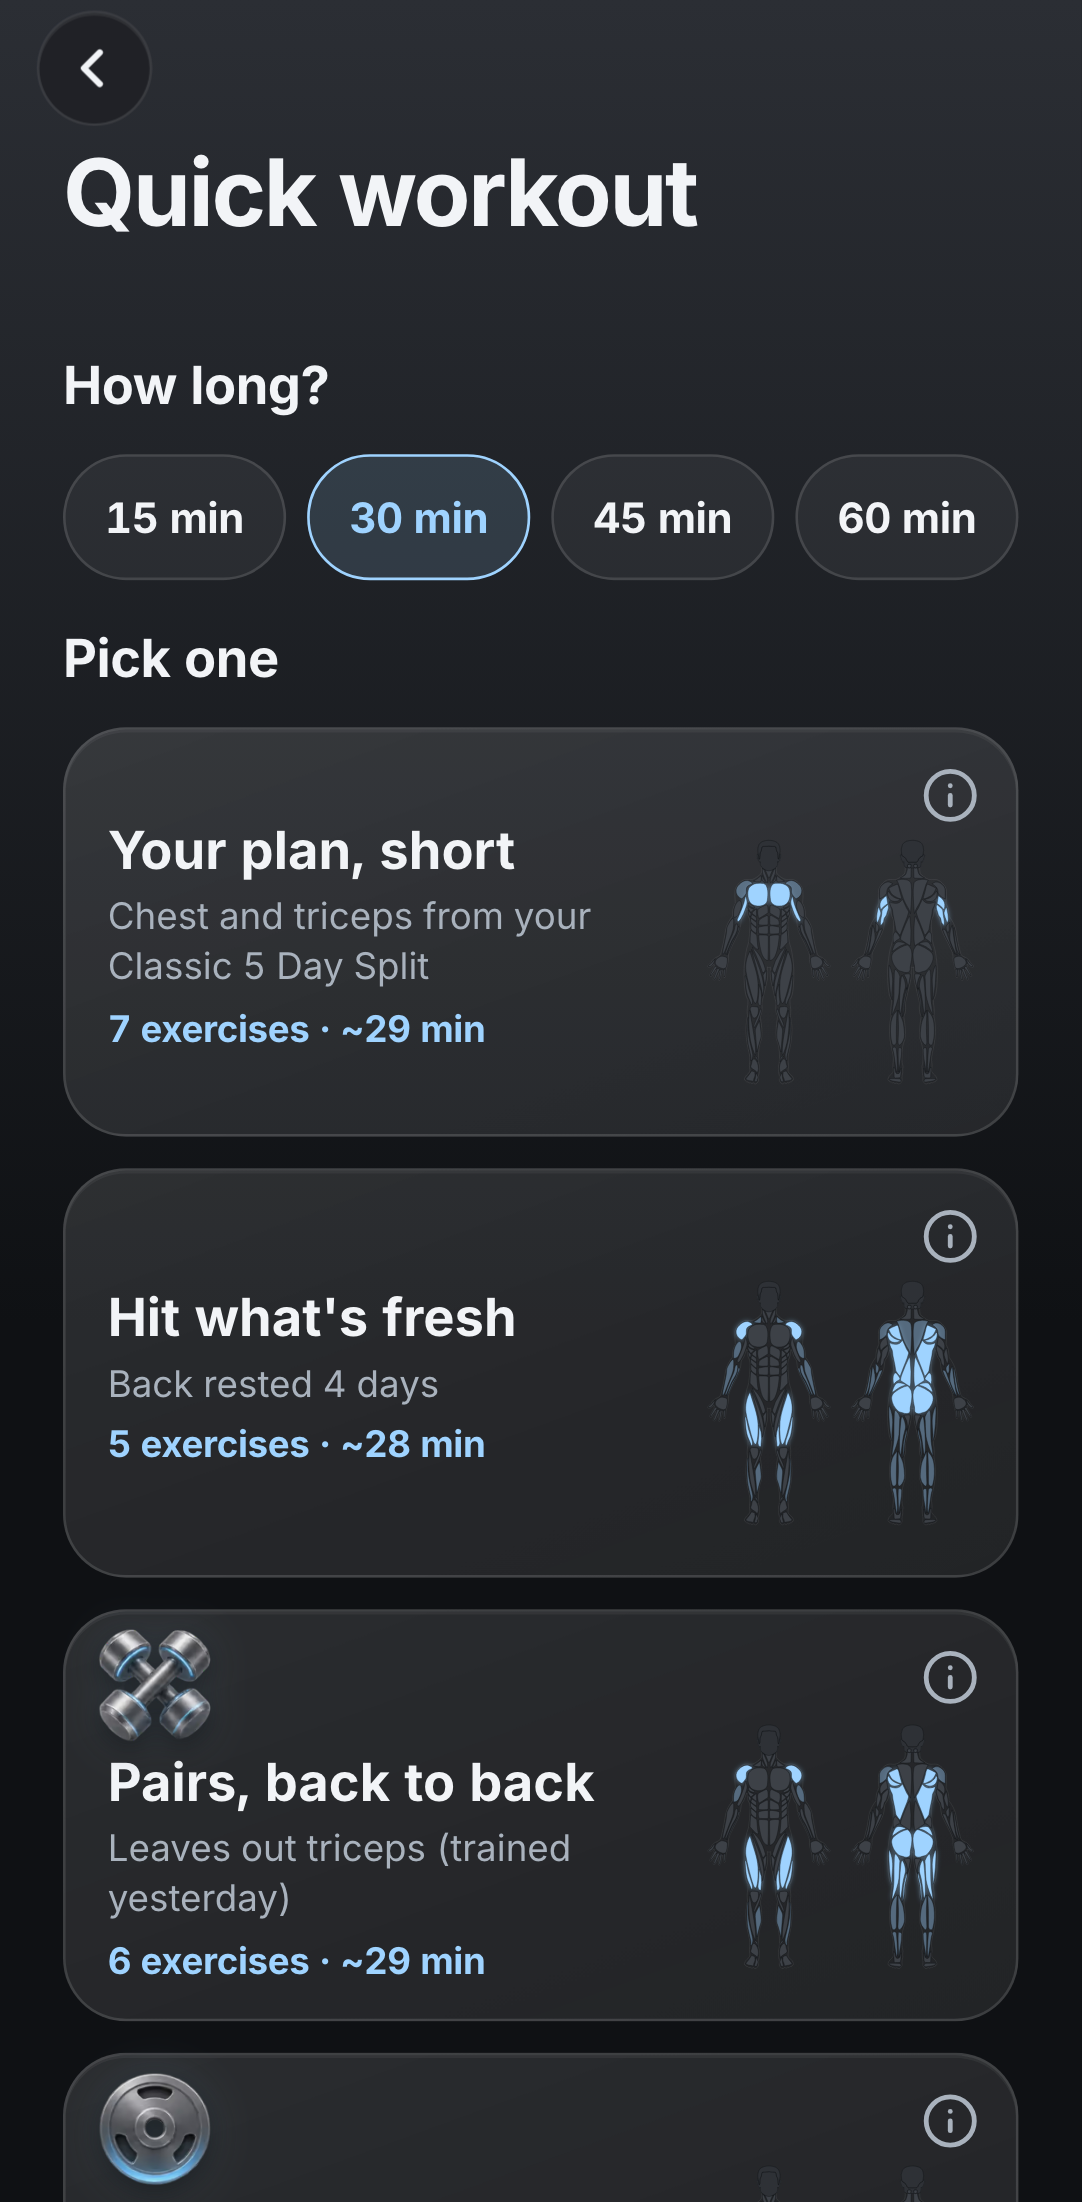 Quick workout
How long?
15 min
30 min
45 min
60 min
Pick one
Your plan, short
Chest and triceps from your
Classic 5 Day Split
7 exercises · ~29 min
Hit what's fresh
Back rested 4 days
5 exercises · ~28 min
Pairs, back to back
Leaves out triceps (trained
yesterday)
6 exercises · ~29 min